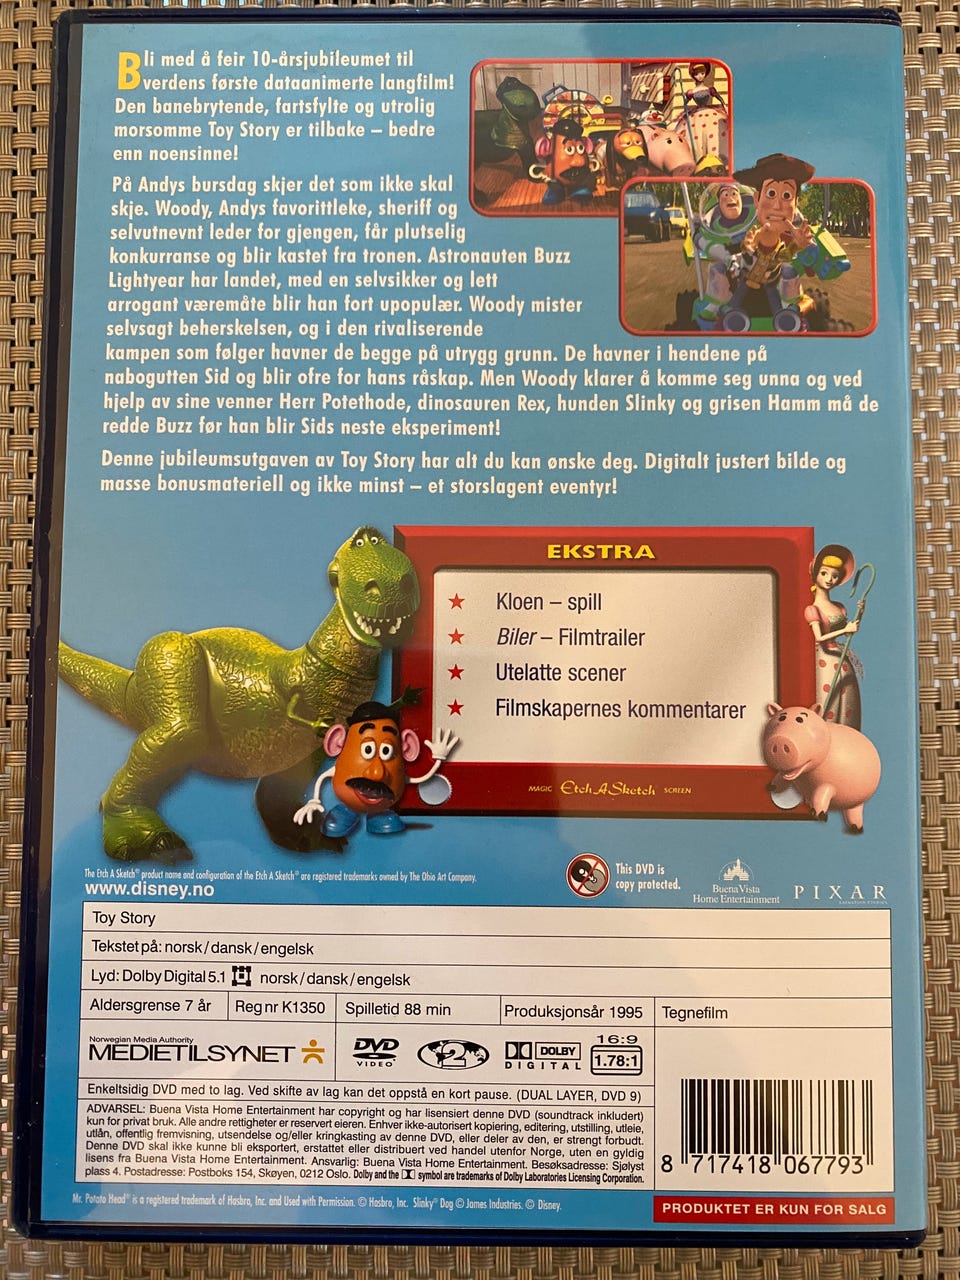 Bli med å feir 10-årsjubileumet til
verdens første dataanimerte langfilm!
Den banebrytende, fartsfylte og utrolig
morsomme Toy Story er tilbake – bedre
enn noensinne!
På Andys bursdag skjer det som ikke skal
skje. Woody, Andys favorittleke, sheriff og
selvutnevnt leder for gjengen, får plutselig
konkurranse og blir kastet fra tronen. Astronauten Buzz
Lightyear har landet, med en selvsikker og lett
arrogant væremåte blir han fort upopulær. Woody mister
selvsagt beherskelsen, og i den rivaliserende
kampen som følger havner de begge på utrygg grunn. De havner i hendene på
nabogutten Sid og blir ofre for hans råskap. Men Woody klarer å komme seg unna og ved
hjelp av sine venner Herr Potethode, dinosauren Rex, hunden Slinky og grisen Hamm må de
redde Buzz før han blir Sids neste eksperiment!
Denne jubileumsutgaven av Toy Story har alt du kan ønske deg. Digitalt justert bilde og
masse bonusmateriell og ikke minst – et storslagent eventyr!
EKSTRA
★ Kloen – spill
★ Biler – Filmtrailer
★ Utelatte scener
★ Filmskapernes kommentarer
MAGIC Etch A Sketch SCREEN
The Etch A Sketch® product name and configuration of the Etch A Sketch® are registered trademarks owned by The Ohio Art Company.
www.disney.no
This DVD is
copy protected.
Buena Vista
Home Entertainment
PIXAR
ANIMATION STUDIOS
Toy Story
Tekstet på: norsk/dansk/engelsk
Lyd: Dolby Digital 5.1 norsk/dansk/engelsk
Aldersgrense 7 år Reg nr K1350 Spilletid 88 min Produksjonsår 1995 Tegnefilm
Norwegian Media Authority
MEDIETILSYNET
DVD
VIDEO
2
DOLBY
DIGITAL
16:9
1.78:1
Enkeltsidig DVD med to lag. Ved skifte av lag kan det oppstå en kort pause. (DUAL LAYER, DVD 9)
ADVARSEL: Buena Vista Home Entertainment har copyright og har lisensiert denne DVD (soundtrack inkludert)
kun for privat bruk. Alle andre rettigheter er reservert eieren. Enhver ikke-autorisert kopiering, editering, utstilling, utleie,
utlån, offentlig fremvisning, utsendelse og/eller kringkasting av denne DVD, eller deler av den, er strengt forbudt.
Denne DVD skal ikke kunne bli eksportert, erstattet eller distribuert ved handel utenfor Norge, uten en gyldig
lisens fra Buena Vista Home Entertainment. Ansvarlig: Buena Vista Home Entertainment. Besøksadresse: Sjølyst
plass 4. Postadresse: Postboks 154, Skøyen, 0212 Oslo. Dolby and the symbol are trademarks of Dolby Laboratories Licensing Corporation.
8 717418 067793
Mr. Potato Head® is a registered trademark of Hasbro, Inc. and Used with Permission. © Hasbro, Inc. Slinky® Dog © James Industries. © Disney.
PRODUKTET ER KUN FOR SALG